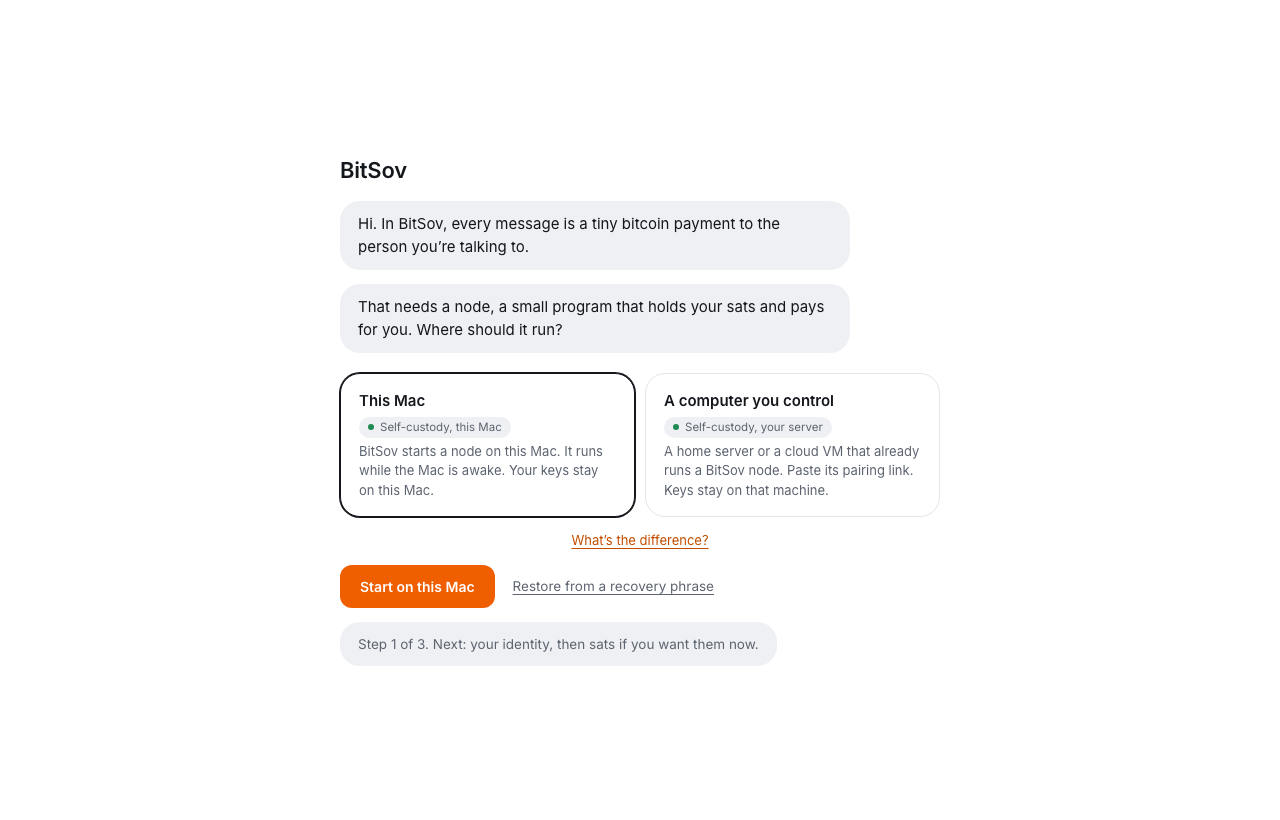 BitSov
Hi. In BitSov, every message is a tiny bitcoin payment to the
person you’re talking to.
That needs a node, a small program that holds your sats and pays
for you. Where should it run?
This Mac
Self-custody, this Mac
BitSov starts a node on this Mac. It runs
while the Mac is awake. Your keys stay
on this Mac.
A computer you control
Self-custody, your server
A home server or a cloud VM that already
runs a BitSov node. Paste its pairing link.
Keys stay on that machine.
What’s the difference?
Start on this Mac
Restore from a recovery phrase
Step 1 of 3. Next: your identity, then sats if you want them now.